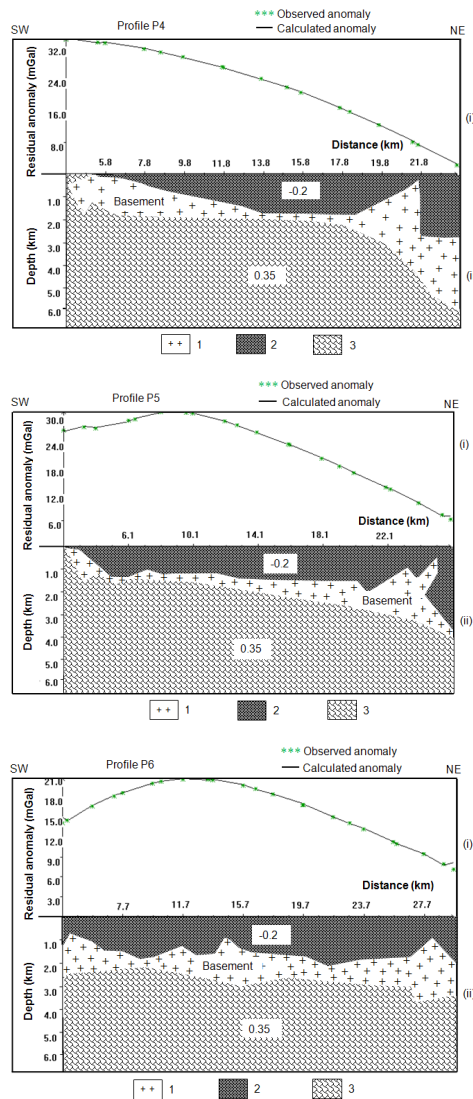 SW Profile P4 NE
*** Observed anomaly
— Calculated anomaly
Residual anomaly (mGal)
32.0
24.0
16.0
8.0
(i)
Distance (km)
5.8 7.8 9.8 11.8 13.8 15.8 17.8 19.8 21.8
Depth (km)
1.0
2.0
3.0
4.0
5.0
6.0
-0.2
Basement
0.35
(i
1 2 3
SW Profile P5 NE
*** Observed anomaly
— Calculated anomaly
Residual anomaly (mGal)
30.0
24.0
18.0
12.0
6.0
(i)
Distance (km)
6.1 10.1 14.1 18.1 22.1
Depth (km)
1.0
2.0
3.0
4.0
5.0
6.0
-0.2
Basement
0.35
(ii)
1 2 3
SW Profile P6 NE
*** Observed anomaly
— Calculated anomaly
Residual anomaly (mGal)
21.0
18.0
15.0
12.0
9.0
6.0
3.0
(i)
Distance (km)
7.7 11.7 15.7 19.7 23.7 27.7
Depth (km)
1.0
2.0
3.0
4.0
5.0
6.0
-0.2
Basement
0.35
(ii
1 2 3